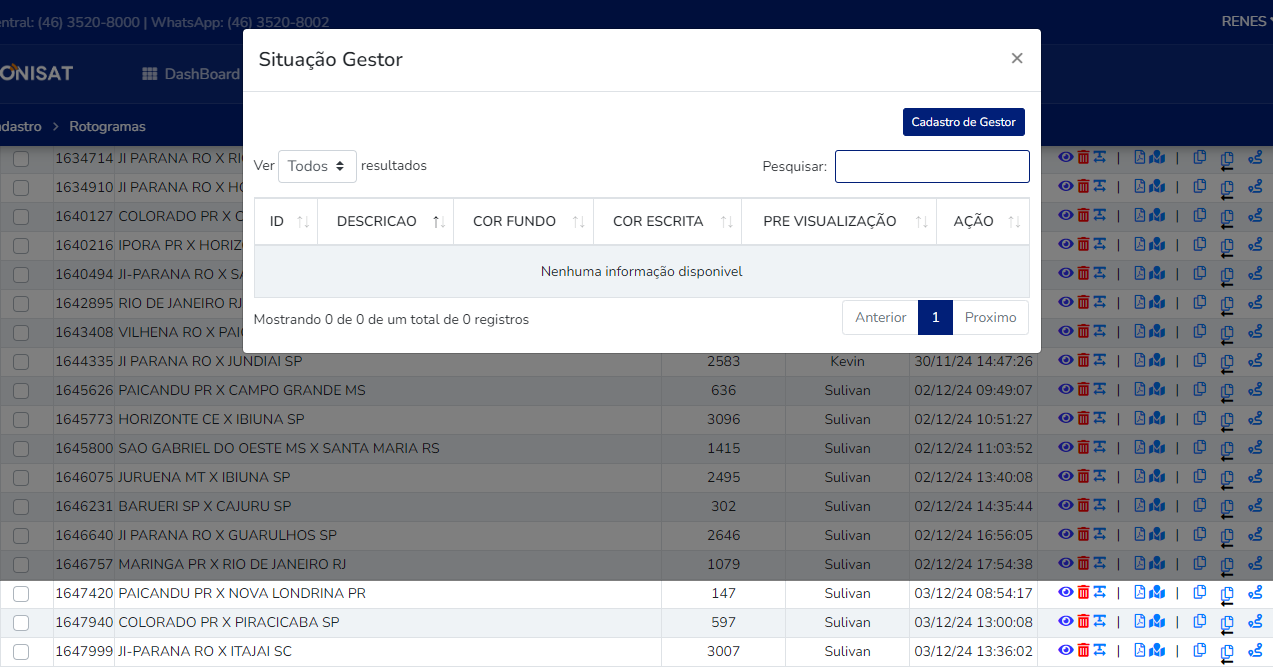 entral: (46) 3520-8000 | WhatsApp: (46) 3520-8002
RENES
ONISAT
DashBoard
adastro > Rotogramas
Situação Gestor ×
Cadastro de Gestor
Ver Todos resultados
Pesquisar:
ID DESCRICAO COR FUNDO COR ESCRITA PRE VISUALIZAÇÃO AÇÃO
Nenhuma informação disponivel
Mostrando 0 de 0 de um total de 0 registros
Anterior 1 Proximo
1634714 JI PARANA RO X RI
1634910 JI PARANA RO X HO
1640127 COLORADO PR X C
1640216 IPORA PR X HORIZ
1640494 JI-PARANA RO X SA
1642895 RIO DE JANEIRO RJ
1643408 VILHENA RO X PAI
1644335 JI PARANA RO X JUNDIAI SP 2583 Kevin 30/11/24 14:47:26
1645626 PAICANDU PR X CAMPO GRANDE MS 636 Sulivan 02/12/24 09:49:07
1645773 HORIZONTE CE X IBIUNA SP 3096 Sulivan 02/12/24 10:51:27
1645800 SAO GABRIEL DO OESTE MS X SANTA MARIA RS 1415 Sulivan 02/12/24 11:03:52
1646075 JURUENA MT X IBIUNA SP 2495 Sulivan 02/12/24 13:40:08
1646231 BARUERI SP X CAJURU SP 302 Sulivan 02/12/24 14:35:44
1646640 JI PARANA RO X GUARULHOS SP 2646 Sulivan 02/12/24 16:56:05
1646757 MARINGA PR X RIO DE JANEIRO RJ 1079 Sulivan 02/12/24 17:54:38
1647420 PAICANDU PR X NOVA LONDRINA PR 147 Sulivan 03/12/24 08:54:17
1647940 COLORADO PR X PIRACICABA SP 597 Sulivan 03/12/24 13:00:08
1647999 JI-PARANA RO X ITAJAI SC 3007 Sulivan 03/12/24 13:36:02